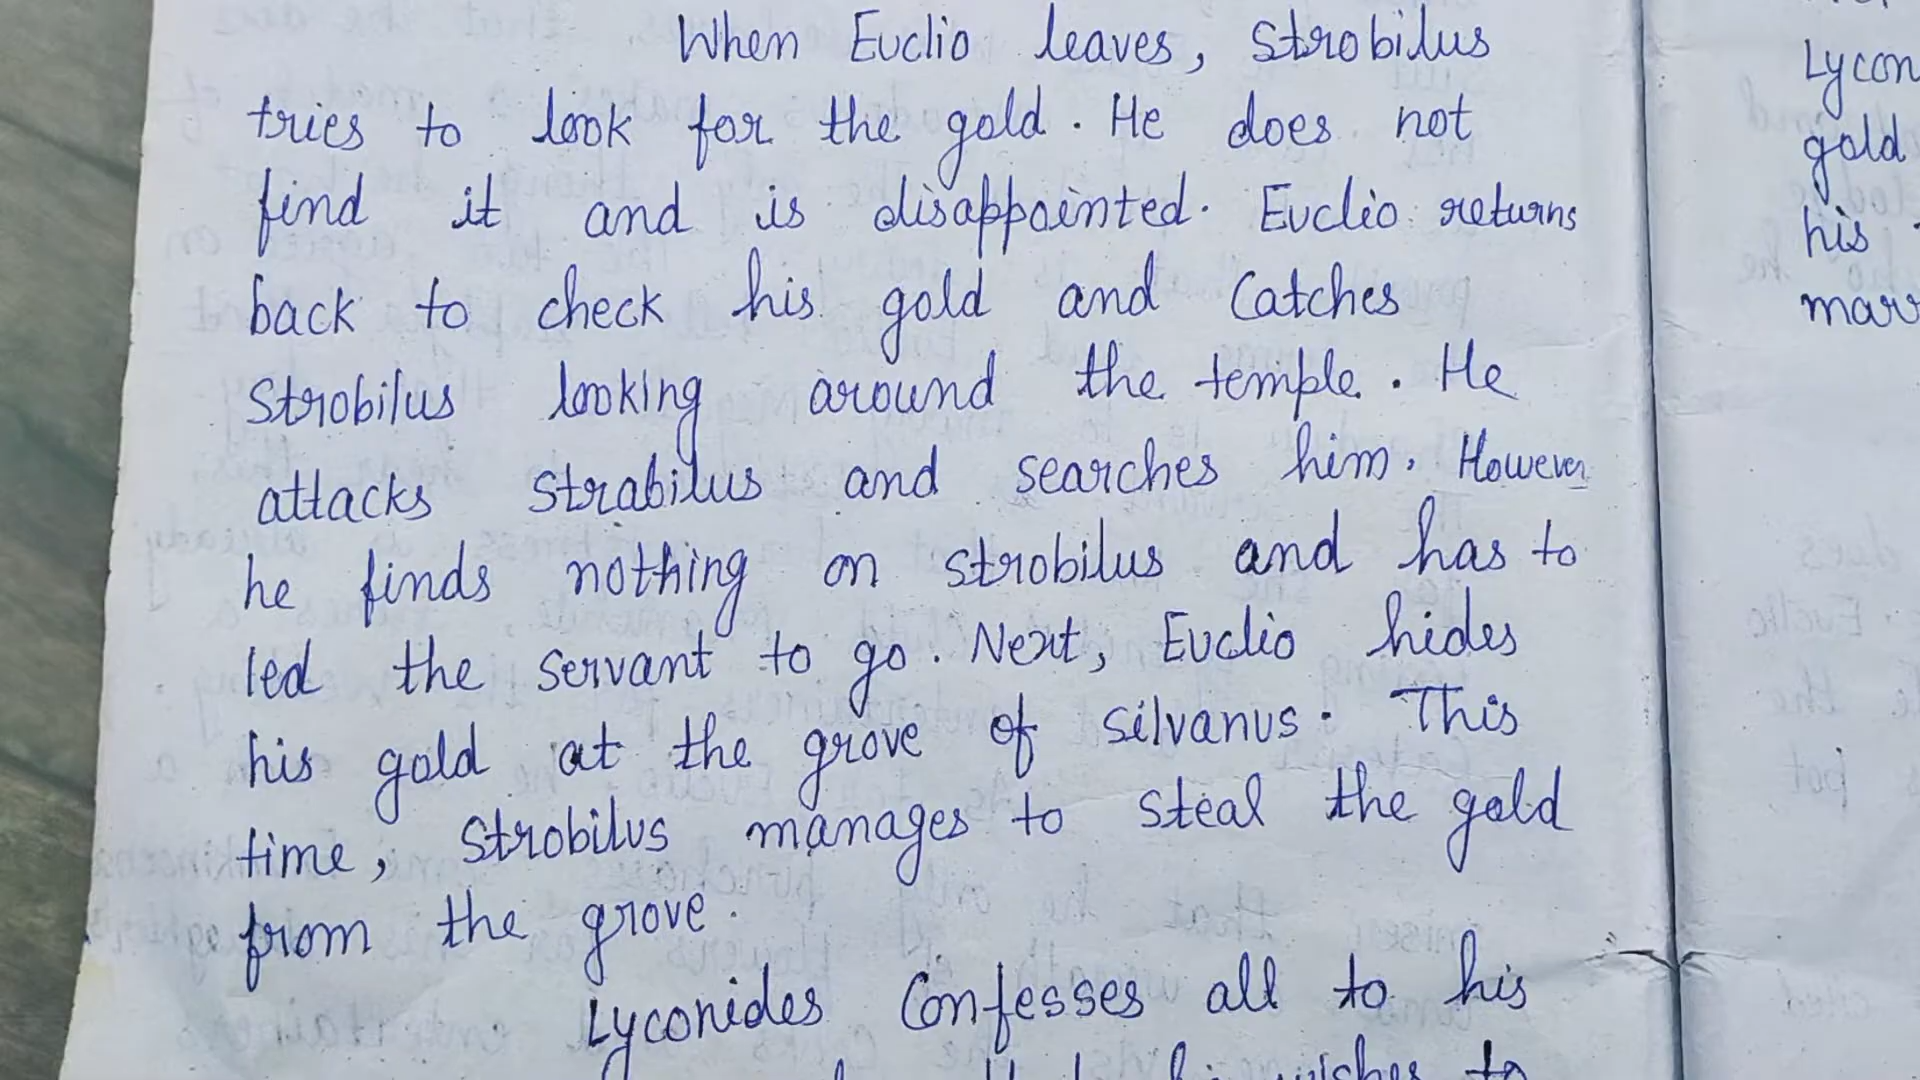 When Euclio leaves, Strobilus
tries to look for the gold. He does not
find it and is disappointed. Euclio returns
back to check his gold and Catches
Strobilus looking around the temple. He
attacks Strabilus and searches him. However
he finds nothing on strobilus and has to
led the servant to go. Next, Euclio hides
his gold at the grove of silvanus. This
time, Strobilus manages to steal the gold
from the grove.
Lyconides Confesses all to his
wishes to
Lycon
gold
his
marr